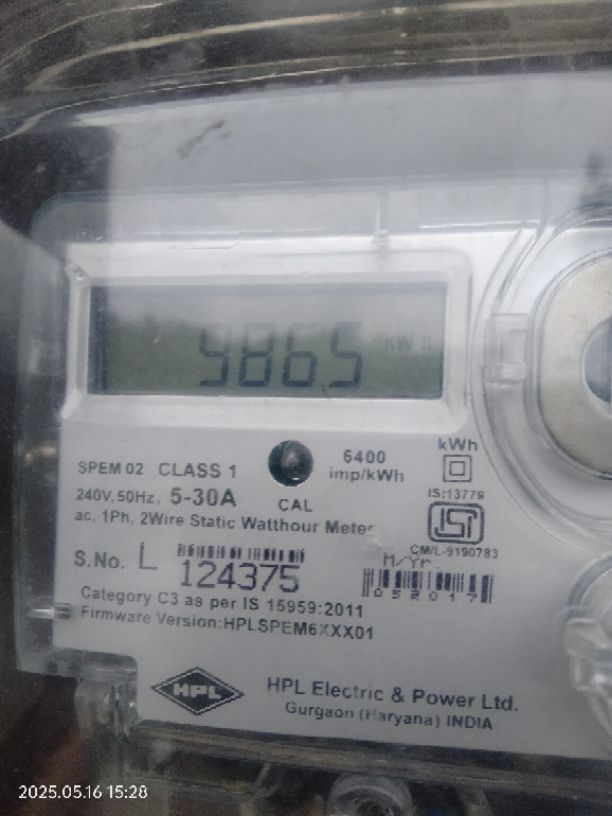 kWh
SPEM 02 CLASS 1
6400
imp/kWh
kWh
240V, 50Hz, 5-30A
CAL
IS:13779
ac, 1Ph, 2Wire Static Watthour Meter
ISI
CM/L-9190783
S.No. L 124375
M/Yr.
052017
Category C3 as per IS 15959:2011
Firmware Version:HPLSPEM6XXX01
HPL
HPL Electric & Power Ltd.
Gurgaon (Haryana) INDIA
2025.05.16 15:28